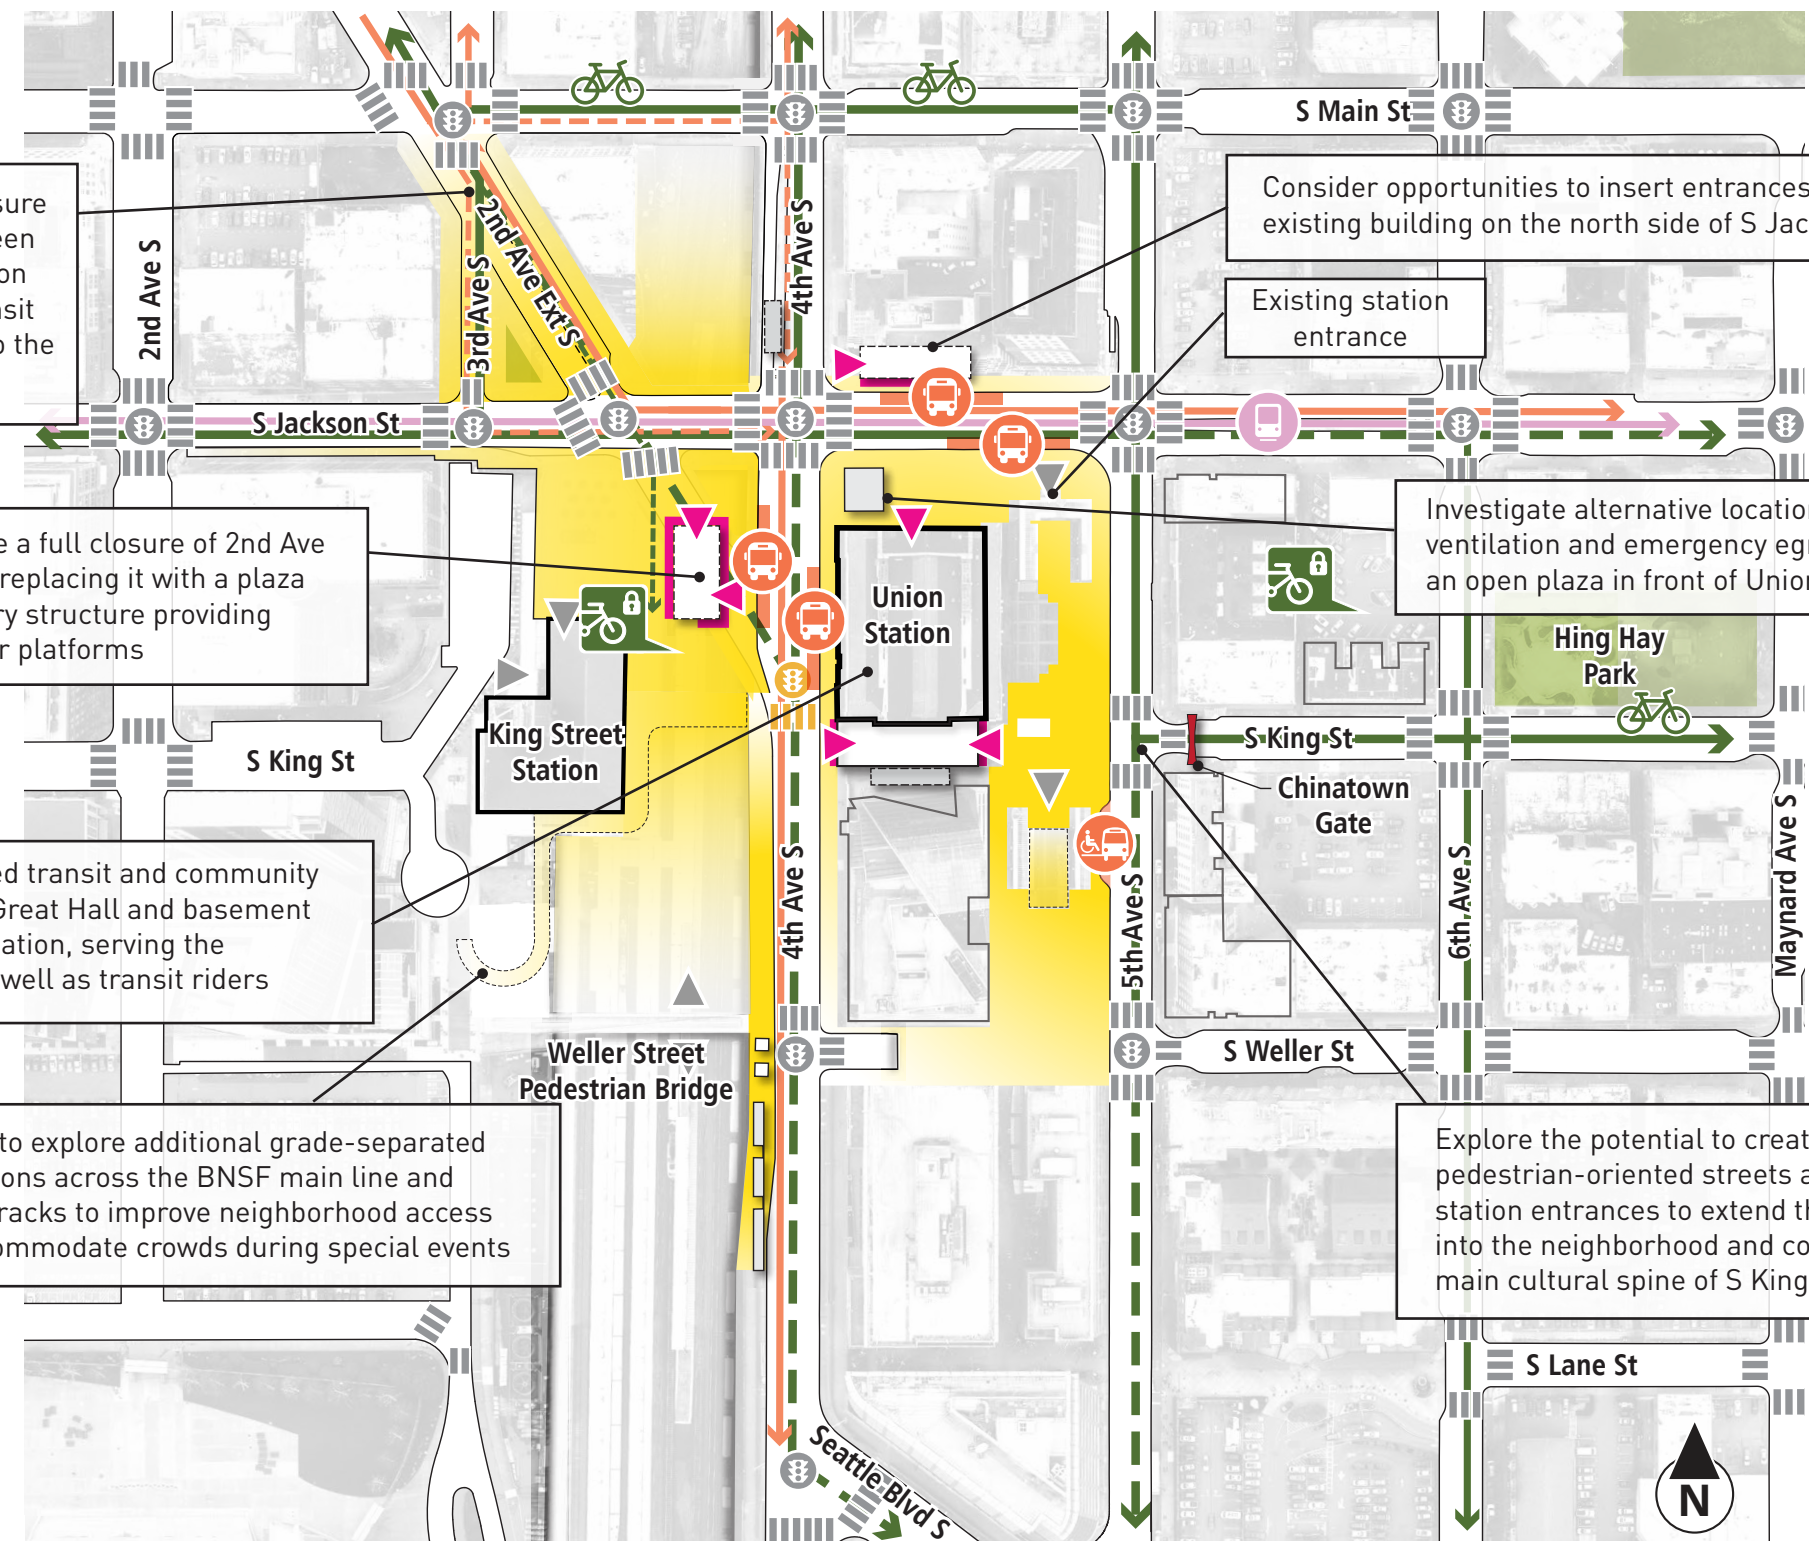 S Main St
sure
een
on
nsit
o the
2nd Ave S
3rd Ave S
2nd Ave Ext S
4th Ave S
Consider opportunities to insert entrances
existing building on the north side of S Jac
Existing station
entrance
S Jackson St
e a full closure of 2nd Ave
replacing it with a plaza
ry structure providing
r platforms
Investigate alternative location
ventilation and emergency egr
an open plaza in front of Union
Union
Station
Hing Hay
Park
King Street
Station
S King St
S King St
Chinatown
Gate
ed transit and community
Great Hall and basement
ation, serving the
well as transit riders
4th Ave S
5th Ave S
6th Ave S
Maynard Ave S
Weller Street
Pedestrian Bridge
S Weller St
to explore additional grade-separated
ons across the BNSF main line and
racks to improve neighborhood access
ommodate crowds during special events
Explore the potential to creat
pedestrian-oriented streets a
station entrances to extend th
into the neighborhood and co
main cultural spine of S King
S Lane St
Seattle Blvd S
N